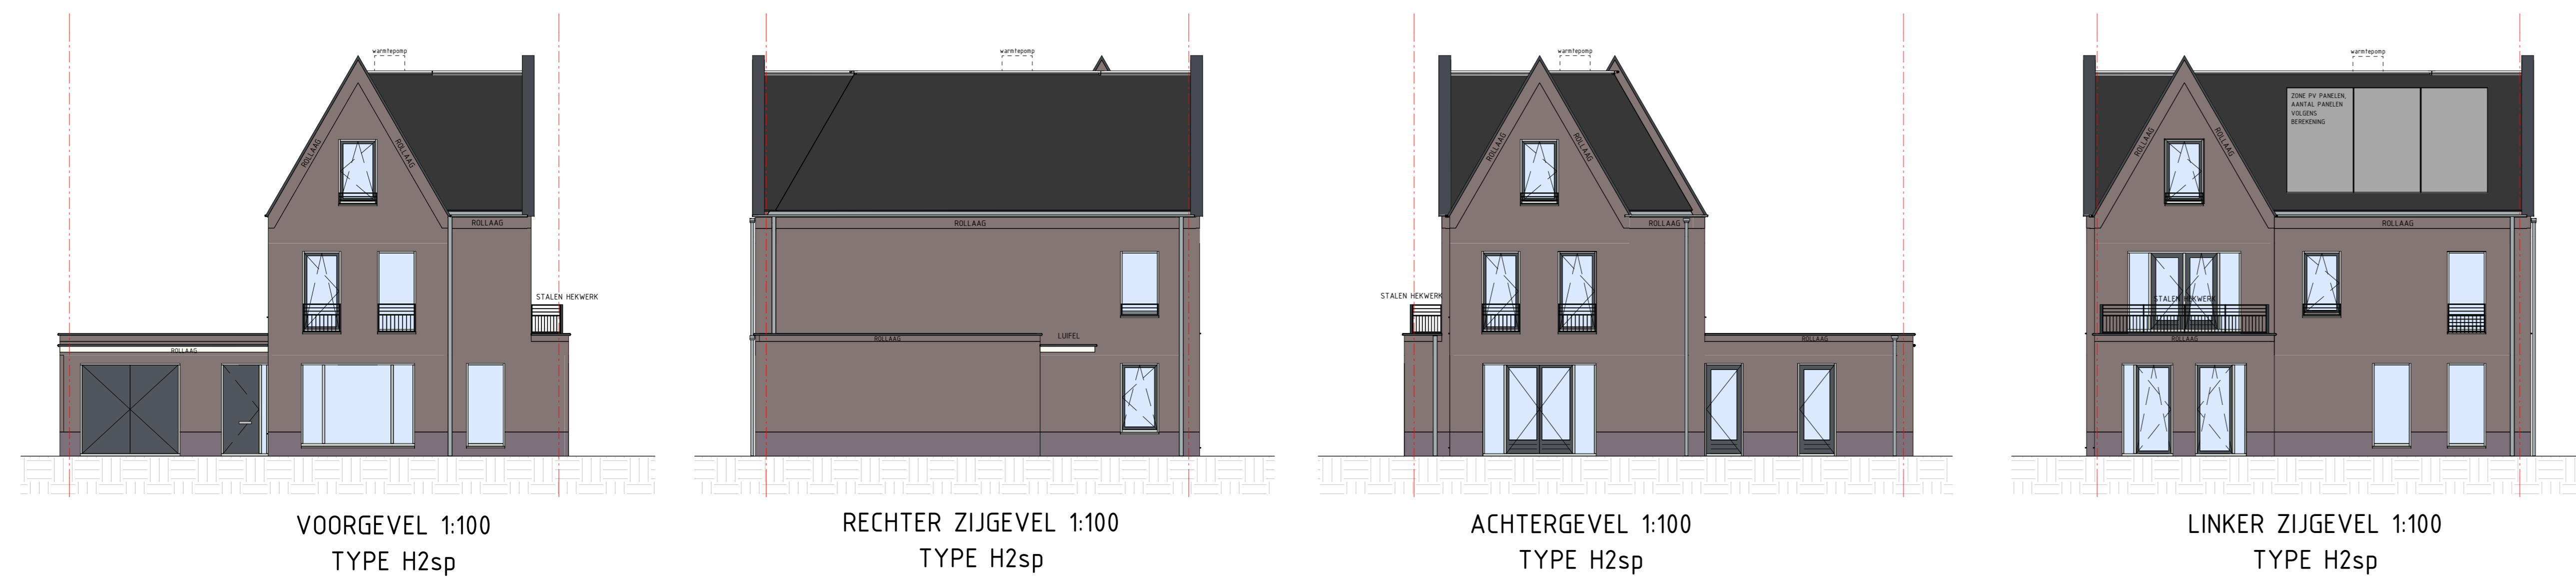 warmtepomp
ROLLAAG
ROLLAAG
ROLLAAG
STALEN HEKWERK
ROLLAAG
VOORGEVEL 1:100
TYPE H2sp
warmtepomp
ROLLAAG
LUIFEL
ROLLAAG
RECHTER ZIJGEVEL 1:100
TYPE H2sp
warmtepomp
ROLLAAG
ROLLAAG
ROLLAAG
STALEN HEKWERK
ROLLAAG
ACHTERGEVEL 1:100
TYPE H2sp
warmtepomp
ZONE PV PANELEN,
AANTAL PANELEN
VOLGENS
BEREKENING
ROLLAAG
ROLLAAG
ROLLAAG
STALEN HEKWERK
ROLLAAG
LINKER ZIJGEVEL 1:100
TYPE H2sp